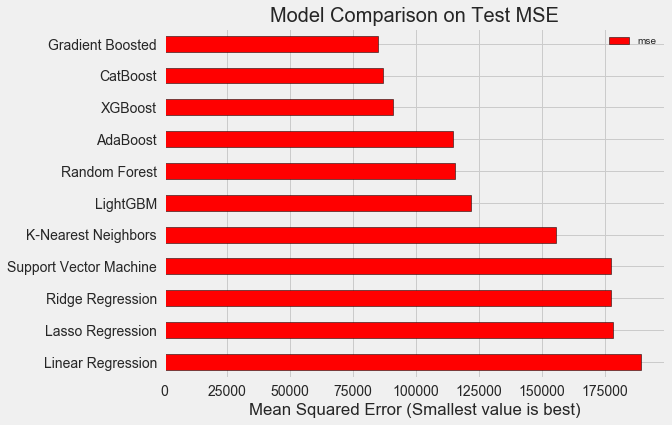 Model Comparison on Test MSE
mse
Gradient Boosted
CatBoost
XGBoost
AdaBoost
Random Forest
LightGBM
K-Nearest Neighbors
Support Vector Machine
Ridge Regression
Lasso Regression
Linear Regression
0 25000 50000 75000 100000 125000 150000 175000
Mean Squared Error (Smallest value is best)